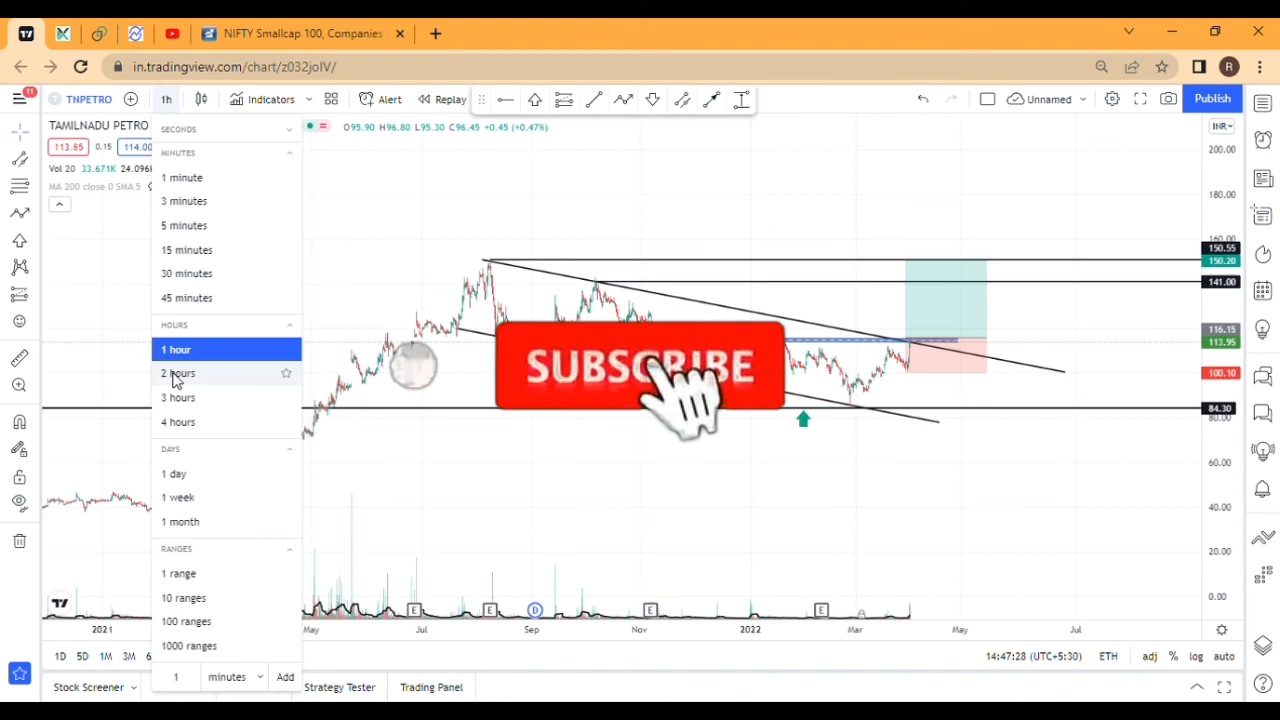 NIFTY Smallcap 100, Companies
in.tradingview.com/chart/z032joIV/
R
11
TNPETRO
1h
Indicators
Alert
Replay
Unnamed
Publish
TAMILNADU PETRO
O95.90 H96.80 L95.30 C96.45 +0.45 (+0.47%)
113.85
0.15
114.00
Vol 20 33.671K 24.096K
MA 200 close 0 SMA 5
SECONDS
MINUTES
1 minute
3 minutes
5 minutes
15 minutes
30 minutes
45 minutes
HOURS
1 hour
2 hours
3 hours
4 hours
DAYS
1 day
1 week
1 month
RANGES
1 range
10 ranges
100 ranges
1000 ranges
1
minutes
Add
SUBSCRIBE
INR
200.00
180.00
160.00
150.55
150.20
141.00
116.15
113.95
100.10
84.30
80.00
60.00
40.00
20.00
0.00
E
E
D
E
E
2021
May
Jul
Sep
Nov
2022
Mar
May
Jul
1D
5D
1M
3M
14:47:28 (UTC+5:30)
ETH
adj
%
log
auto
Stock Screener
Strategy Tester
Trading Panel